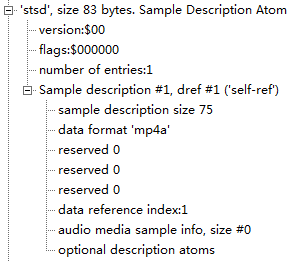 'stsd', size 83 bytes. Sample Description Atom
version:$00
flags:$000000
number of entries:1
Sample description #1, dref #1 ('self-ref')
sample description size 75
data format 'mp4a'
reserved 0
reserved 0
reserved 0
data reference index:1
audio media sample info, size #0
optional description atoms